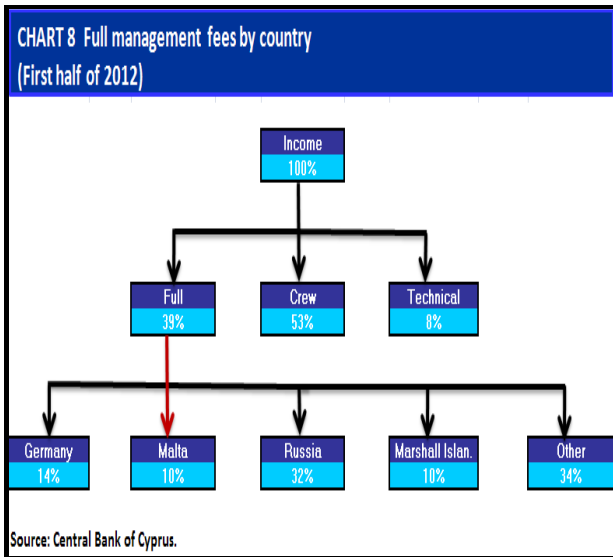 CHART 8 Full management fees by country
(First half of 2012)
Income
100%
Full
39%
Crew
53%
Technical
8%
Germany
14%
Malta
10%
Russia
32%
Marshall Islan.
10%
Other
34%
Source: Central Bank of Cyprus.